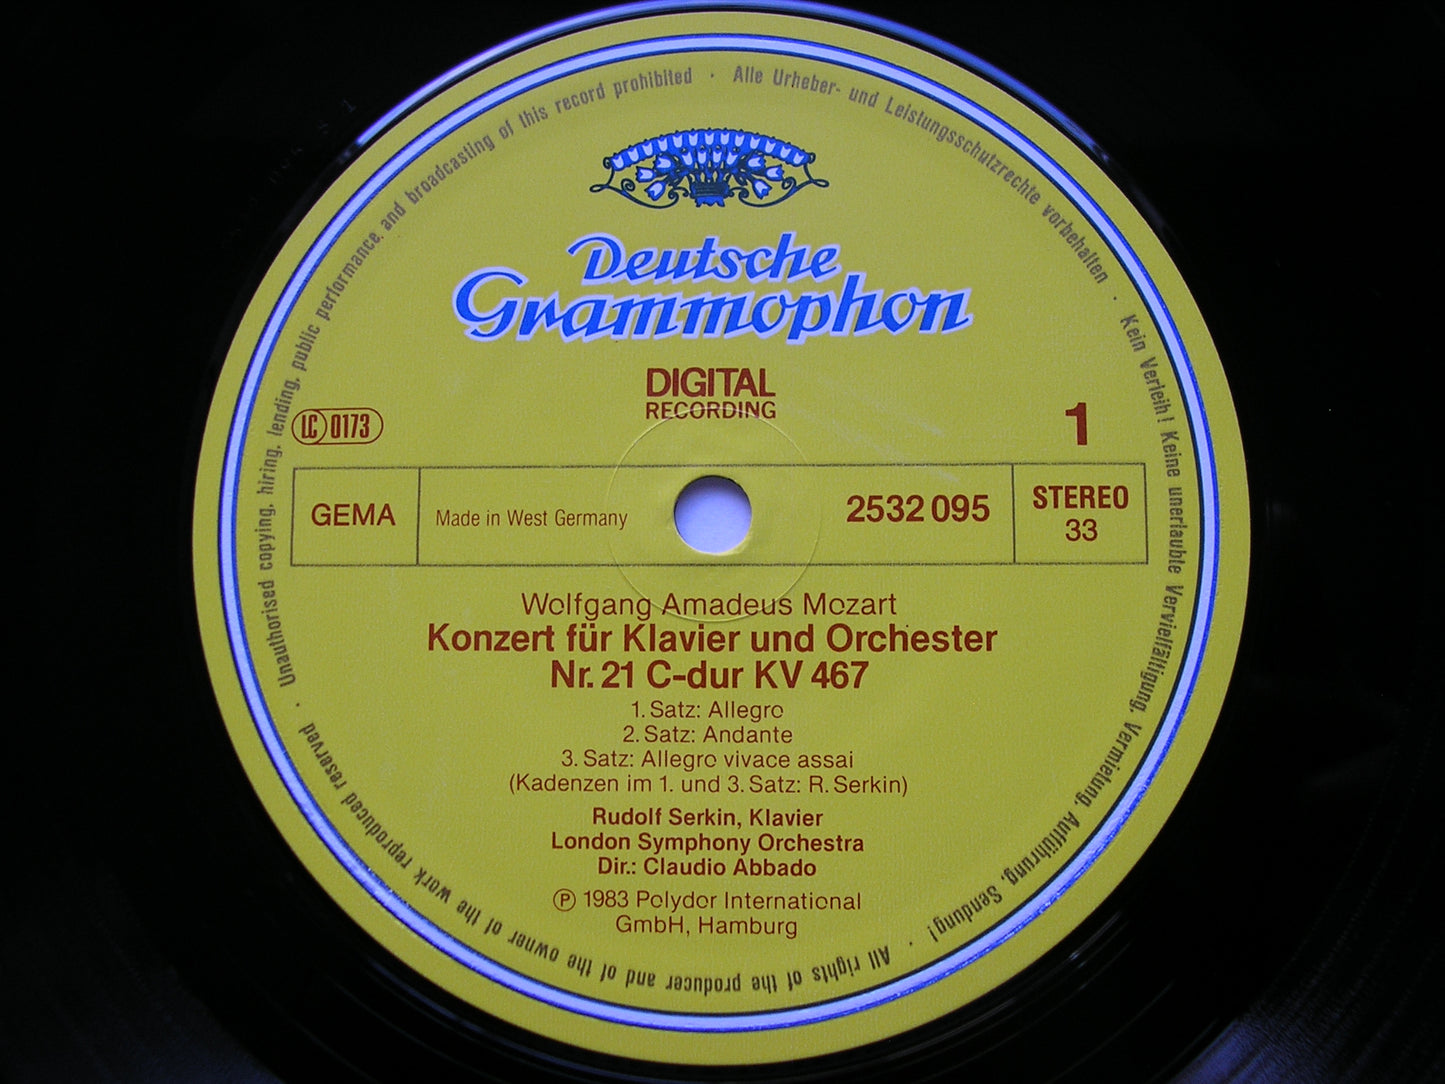 Deutsche
Grammophon
DIGITAL
RECORDING
LC 0173
1
GEMA
Made in West Germany
2532 095
STEREO
33
Wolfgang Amadeus Mozart
Konzert für Klavier und Orchester
Nr. 21 C-dur KV 467
1. Satz: Allegro
2. Satz: Andante
3. Satz: Allegro vivace assai
(Kadenzen im 1. und 3. Satz: R. Serkin)
Rudolf Serkin, Klavier
London Symphony Orchestra
Dir.: Claudio Abbado
Ⓟ 1983 Polydor International
GmbH, Hamburg
Alle Urheber- und Leistungsschutzrechte vorbehalten · Kein Verleih! Keine unerlaubte Vervielfältigung, Vermietung, Aufführung, Sendung! · All rights of the producer and of the owner of the work reproduced reserved · Unauthorised copying, hiring, lending, public performance, and broadcasting of this record prohibited ·